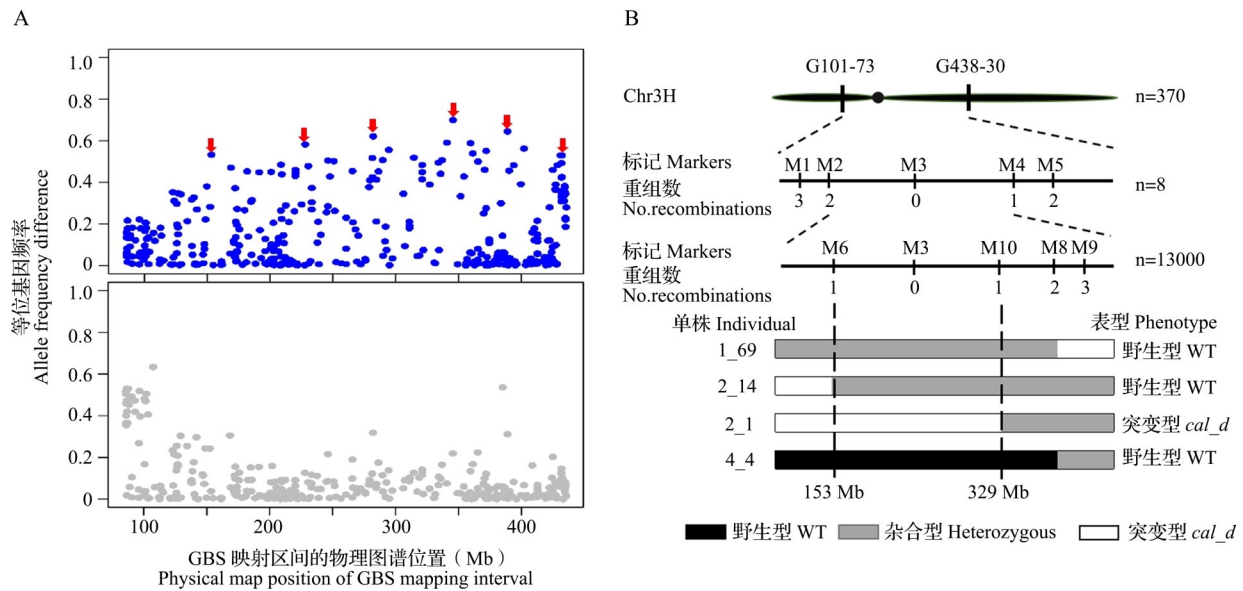 A
1.0
0.8
0.6
0.4
0.2
0
1.0
0.8
0.6
0.4
0.2
0
等位基因频率
Allele frequency difference
100 200 300 400
GBS 映射区间的物理图谱位置（Mb）
Physical map position of GBS mapping interval
B
G101-73 G438-30
Chr3H n=370
标记 Markers M1 M2 M3 M4 M5
重组数 n=8
No.recombinations 3 2 0 1 2
标记 Markers M6 M3 M10 M8 M9
重组数 n=13000
No.recombinations 1 0 1 2 3
单株 Individual 表型 Phenotype
1_69 野生型 WT
2_14 野生型 WT
2_1 突变型 cal_d
4_4 野生型 WT
153 Mb 329 Mb
野生型 WT 杂合型 Heterozygous 突变型 cal_d